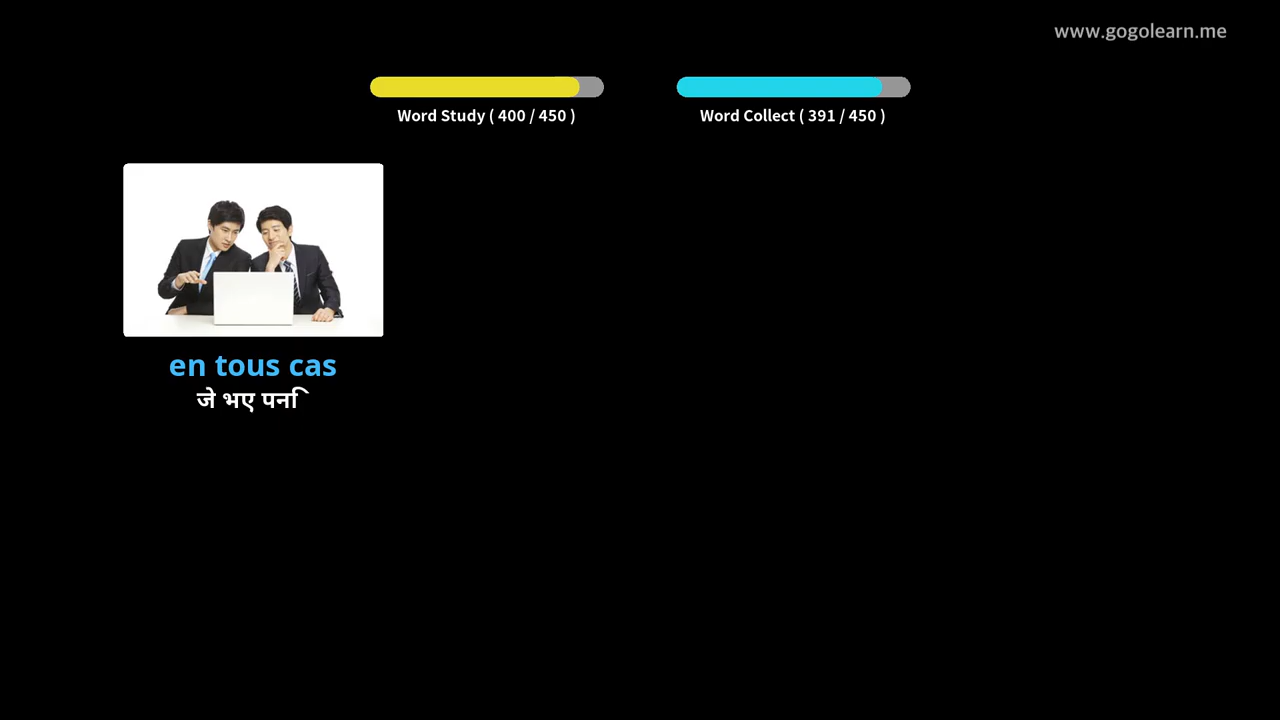 www.gogolearn.me
Word Study ( 400 / 450 )
Word Collect ( 391 / 450 )
en tous cas
जे भए पनि